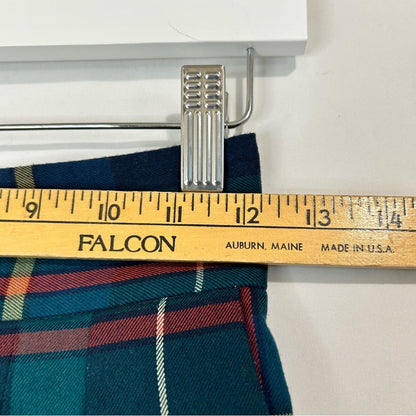 9 10 11 12 13 14
FALCON AUBURN, MAINE MADE IN U.S.A.